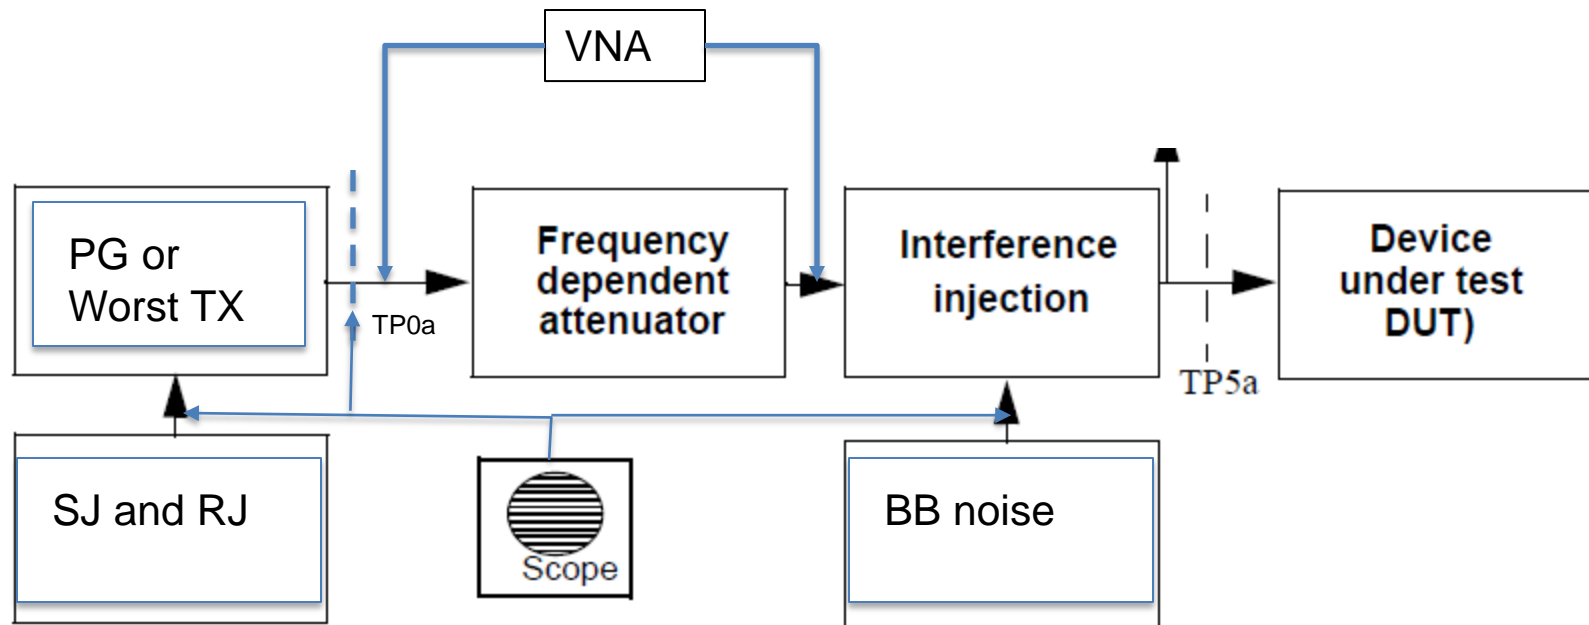 VNA
PG or
Worst TX
TP0a
Frequency
dependent
attenuator
Interference
injection
TP5a
Device
under test
DUT)
SJ and RJ
Scope
BB noise